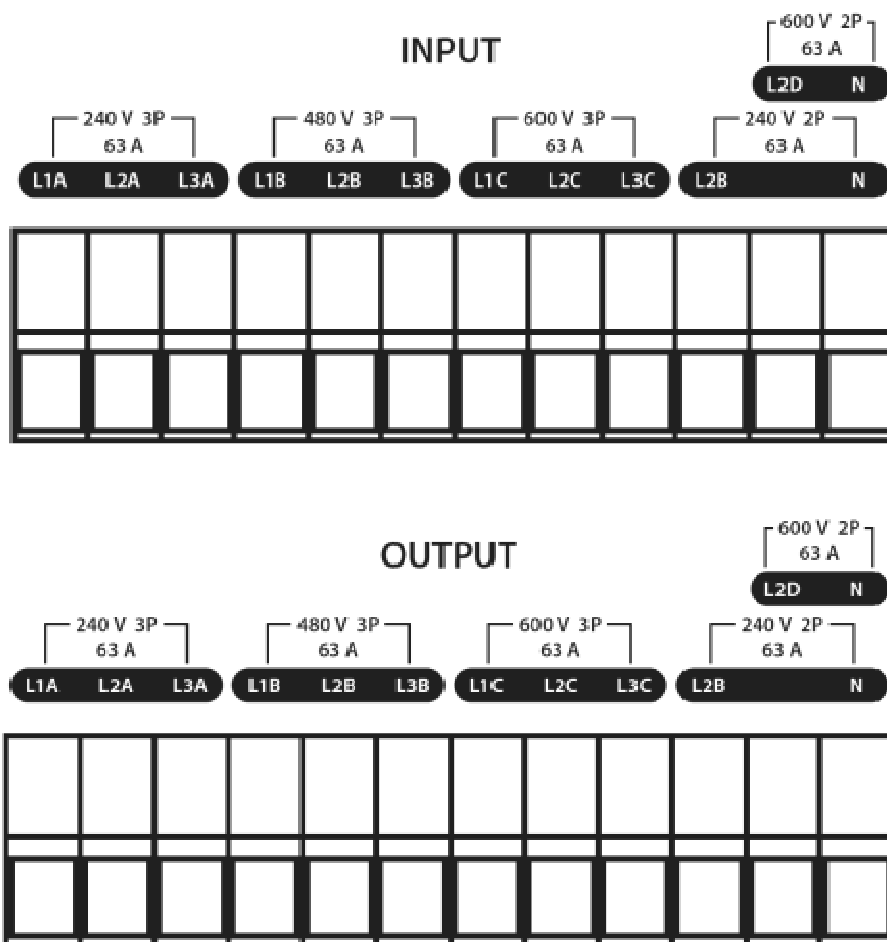 600 V 2P
INPUT
63 A
L2D N
240 V 3P 480 V 3P 600 V 3P 240 V 2P
63 A 63 A 63 A 63 A
L1A L2A L3A L1B L2B L3B L1C L2C L3C L2B N
600 V 2P
OUTPUT
63 A
L2D N
240 V 3P 480 V 3P 600 V 3P 240 V 2P
63 A 63 A 63 A 63 A
L1A L2A L3A L1B L2B L3B L1C L2C L3C L2B N